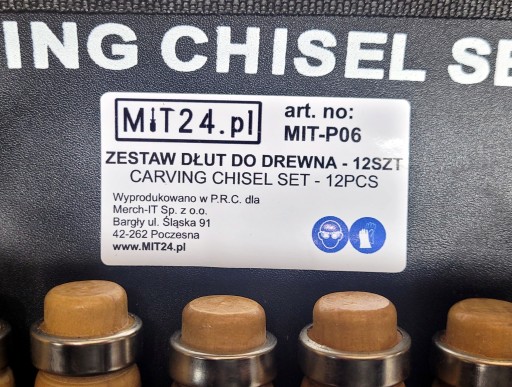 ING CHISEL SE
MIT24.pl
art. no:
MIT-P06
ZESTAW DŁUT DO DREWNA - 12SZT
CARVING CHISEL SET - 12PCS
Wyprodukowano w P.R.C. dla
Merch-IT Sp. z o.o.
Bargły ul. Śląska 91
42-262 Poczesna
www.MIT24.pl